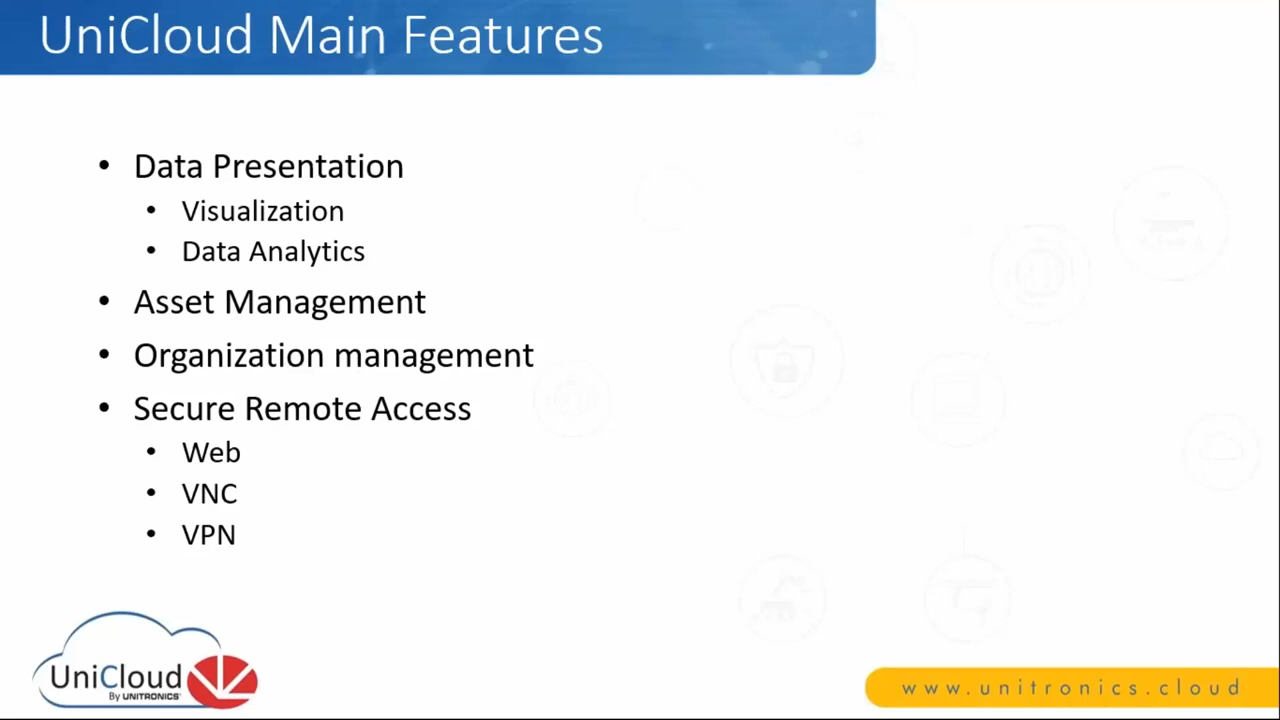 UniCloud Main Features
• Data Presentation
• Visualization
• Data Analytics
• Asset Management
• Organization management
• Secure Remote Access
• Web
• VNC
• VPN
UniCloud
By UNITRONICS
www.unitronics.cloud